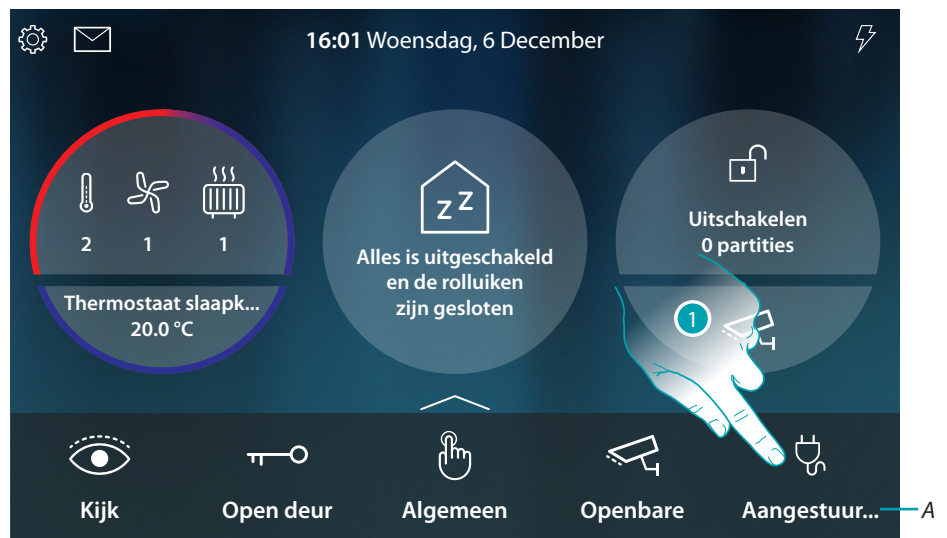 16:01 Woensdag, 6 December
2 1 1
Thermostaat slaapk...
20.0 °C
z Z
Alles is uitgeschakeld
en de rolluiken
zijn gesloten
Uitschakelen
0 partities
1
Kijk Open deur Algemeen Openbare Aangestuur... A